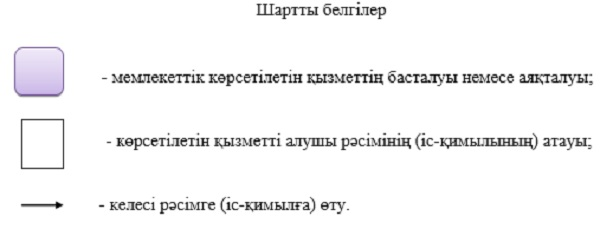 Шартты белгілер
- мемлекеттік көрсетілетін қызметтің басталуы немесе аяқталуы;
- көрсетілетін қызметті алушы рәсімінің (іс-қимылының) атауы;
- келесі рәсімге (іс-қимылға) өту.